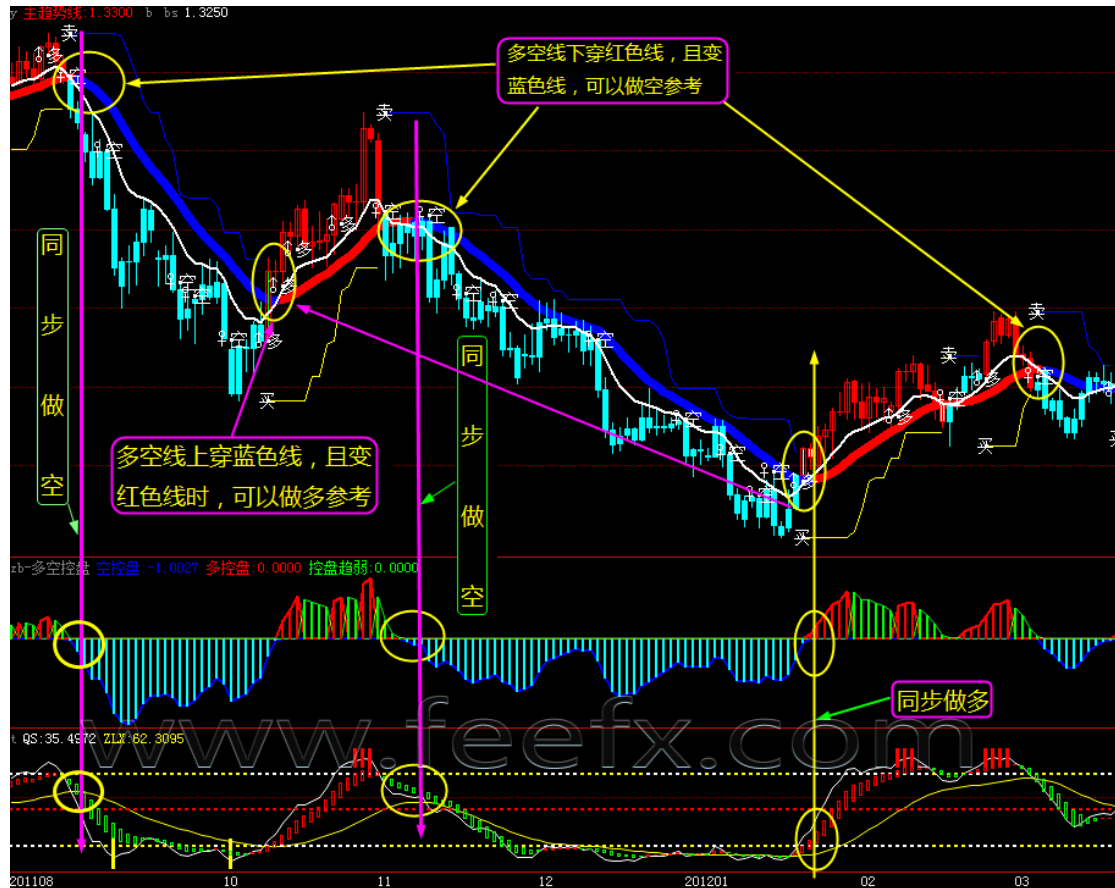 y 主趋势线:1.3300 b bs 1.3250
卖
多
空
多空线下穿红色线，且变
蓝色线，可以做空参考
卖
空
空
多
空
空
同
步
做
空
多
多
空
空
空
空
空
多
买
同
步
做
空
空
卖
卖
空
多
空
多
买
多空线上穿蓝色线，且变
红色线时，可以做多参考
空
空
空
空
多
买
买
zb-多空控盘 空控盘:-1.0027 多控盘:0.0000 控盘趋弱:0.0000
同步做多
www.feefx.com
t QS:35.4972 ZLX:62.3095
201108 10 11 12 201201 02 03